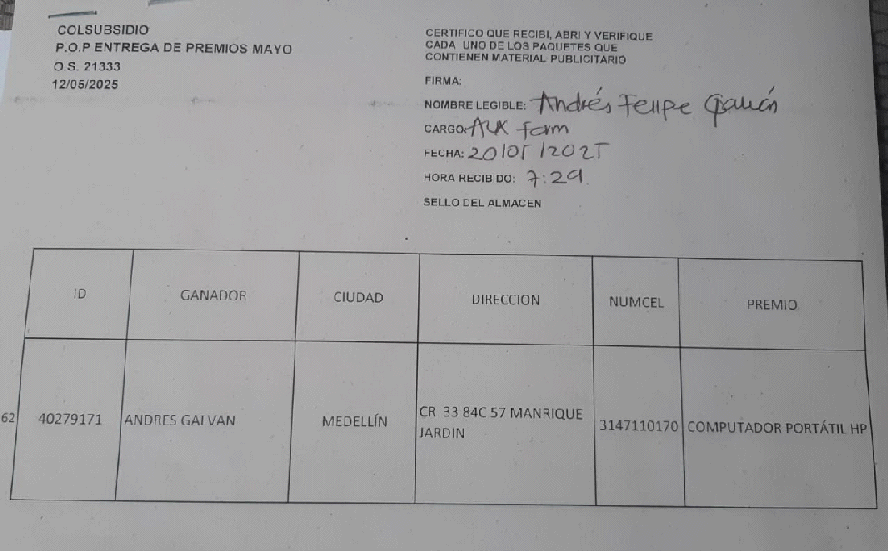 COLSUBSIDIO
P.O.P ENTREGA DE PREMIOS MAYO
O S. 21333
12/05/2025
CERTIFICO QUE RECIBI, ABRI Y VERIFIQUE
CADA UNO DE LOS PAQUETES QUE
CONTIENEN MATERIAL PUBLICITARIO
FIRMA:
NOMBRE LEGIBLE: Andrés Felipe Galván
CARGO: AUX farm
FECHA: 20/05/2025
HORA RECIB DO: 7:29
SELLO DEL ALMACEN
ID GANADOR CIUDAD DIRECCION NUMCEL PREMIO
62 40279171 ANDRES GALVAN MEDELLÍN CR 33 84C 57 MANRIQUE JARDIN 3147110170 COMPUTADOR PORTÁTIL HP